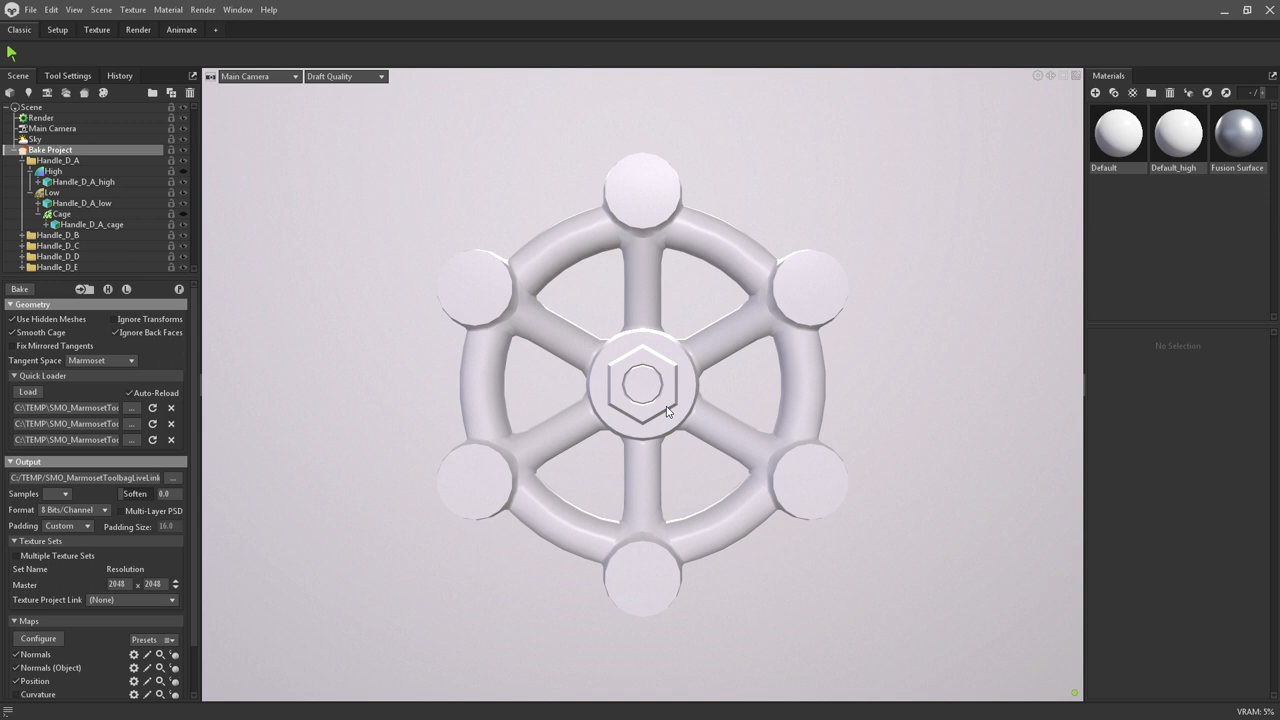 File Edit View Scene Texture Material Render Window Help
Classic Setup Texture Render Animate +
Scene Tool Settings History
Main Camera Draft Quality
Materials
Scene
Render
Main Camera
Sky
Bake Project
Handle_D_A
High
Handle_D_A_high
Low
Handle_D_A_low
Cage
Handle_D_A_cage
Handle_D_B
Handle_D_C
Handle_D_D
Handle_D_E
Default Default_high Fusion Surface
No Selection
Bake H L P
Geometry
Use Hidden Meshes Ignore Transforms
Smooth Cage Ignore Back Faces
Fix Mirrored Tangents
Tangent Space Marmoset
Quick Loader
Load Auto-Reload
C:\TEMP\SMO_MarmosetToo ...
C:\TEMP\SMO_MarmosetToo ...
C:\TEMP\SMO_MarmosetToo ...
Output
C:/TEMP/SMO_MarmosetToolbagLiveLink ...
Samples Soften 0.0
Format 8 Bits/Channel Multi-Layer PSD
Padding Custom Padding Size: 16.0
Texture Sets
Multiple Texture Sets
Set Name Resolution
Master 2048 x 2048
Texture Project Link (None)
Maps
Configure Presets
Normals
Normals (Object)
Position
Curvature
VRAM: 5%